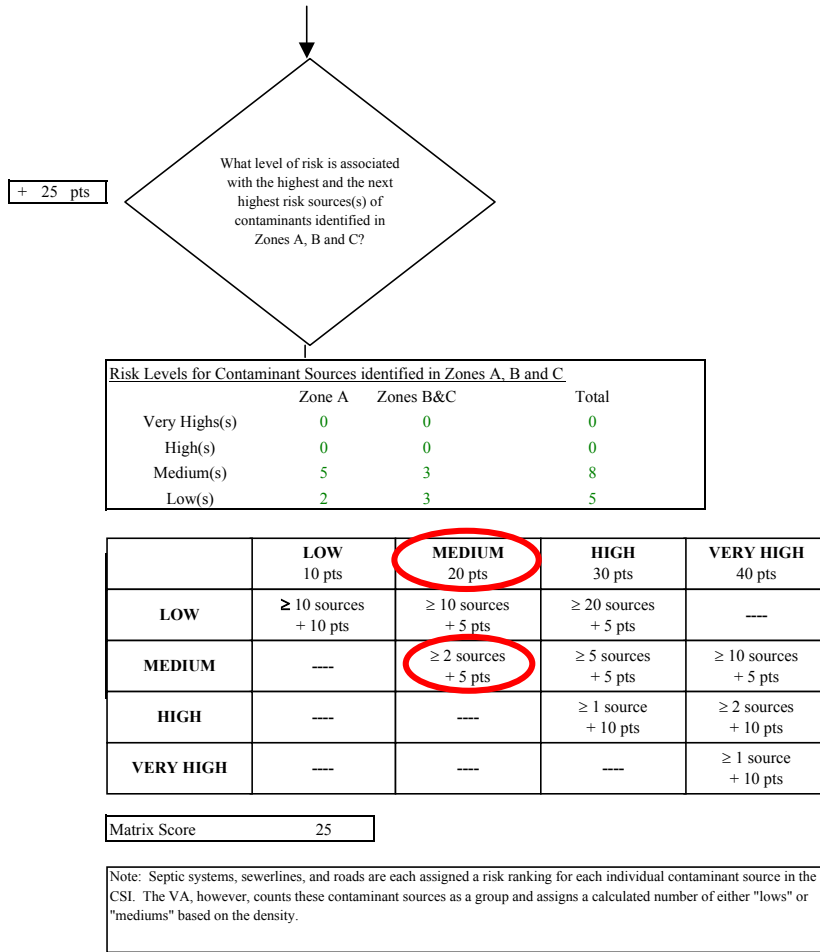 What level of risk is associated
with the highest and the next
highest risk sources(s) of
contaminants identified in
Zones A, B and C?
+ 25 pts
Risk Levels for Contaminant Sources identified in Zones A, B and C
Zone A Zones B&C Total
Very Highs(s) 0 0 0
High(s) 0 0 0
Medium(s) 5 3 8
Low(s) 2 3 5
LOW MEDIUM HIGH VERY HIGH
10 pts 20 pts 30 pts 40 pts
LOW ≥ 10 sources + 10 pts ≥ 10 sources + 5 pts ≥ 20 sources + 5 pts ----
MEDIUM ---- ≥ 2 sources + 5 pts ≥ 5 sources + 5 pts ≥ 10 sources + 5 pts
HIGH ---- ---- ≥ 1 source + 10 pts ≥ 2 sources + 10 pts
VERY HIGH ---- ---- ---- ≥ 1 source + 10 pts
Matrix Score 25
Note: Septic systems, sewerlines, and roads are each assigned a risk ranking for each individual contaminant source in the
CSI. The VA, however, counts these contaminant sources as a group and assigns a calculated number of either "lows" or
"mediums" based on the density.